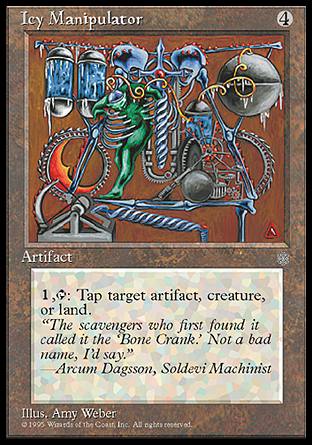 Icy Manipulator 4
Artifact
1,T: Tap target artifact, creature,
or land.
"The scavengers who first found it
called it the 'Bone Crank.' Not a bad
name, I'd say."
—Arcum Dagsson, Soldevi Machinist
Illus. Amy Weber
©1995 Wizards of the Coast, Inc. All rights reserved.